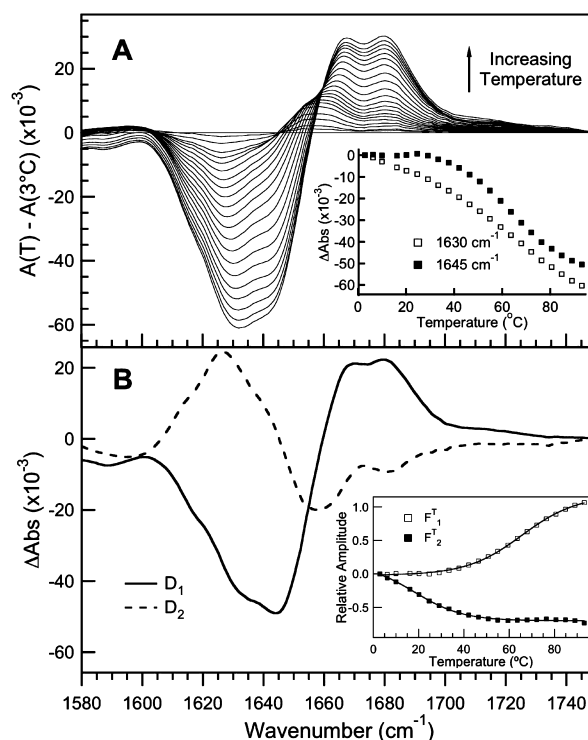 A
Increasing
Temperature
A(T) - A(3°C) (x10-3)
20
0
-20
-40
-60
ΔAbs (x10-3)
0
-10
-20
-30
-40
-50
-60
1630 cm-1
1645 cm-1
0 20 40 60 80
Temperature (°C)
B
ΔAbs (x10-3)
20
0
-20
-40
-60
D1
D2
Relative Amplitude
1.0
0.5
0.0
-0.5
FT1
FT2
0 20 40 60 80
Temperature (ºC)
1580 1600 1620 1640 1660 1680 1700 1720 1740
Wavenumber (cm-1)